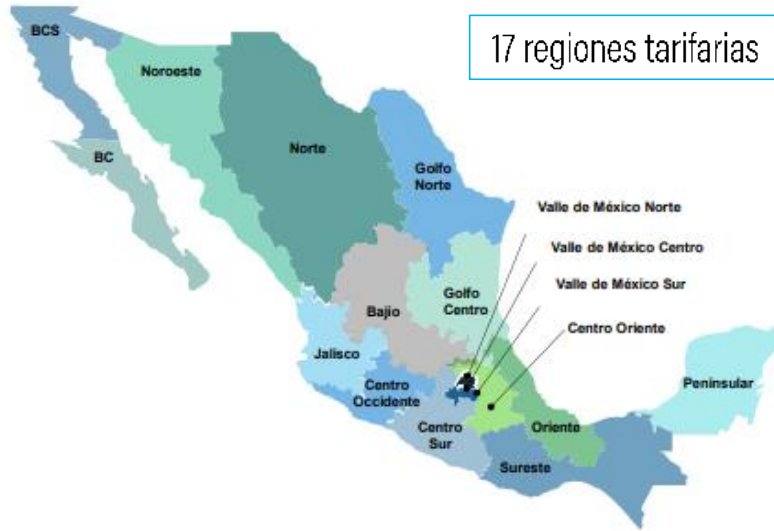 17 regiones tarifarias
BCS
Noroeste
BC
Norte
Golfo
Norte
Valle de México Norte
Valle de México Centro
Valle de México Sur
Centro Oriente
Bajío
Golfo
Centro
Jalisco
Centro
Occidente
Peninsular
Centro
Sur
Oriente
Sureste